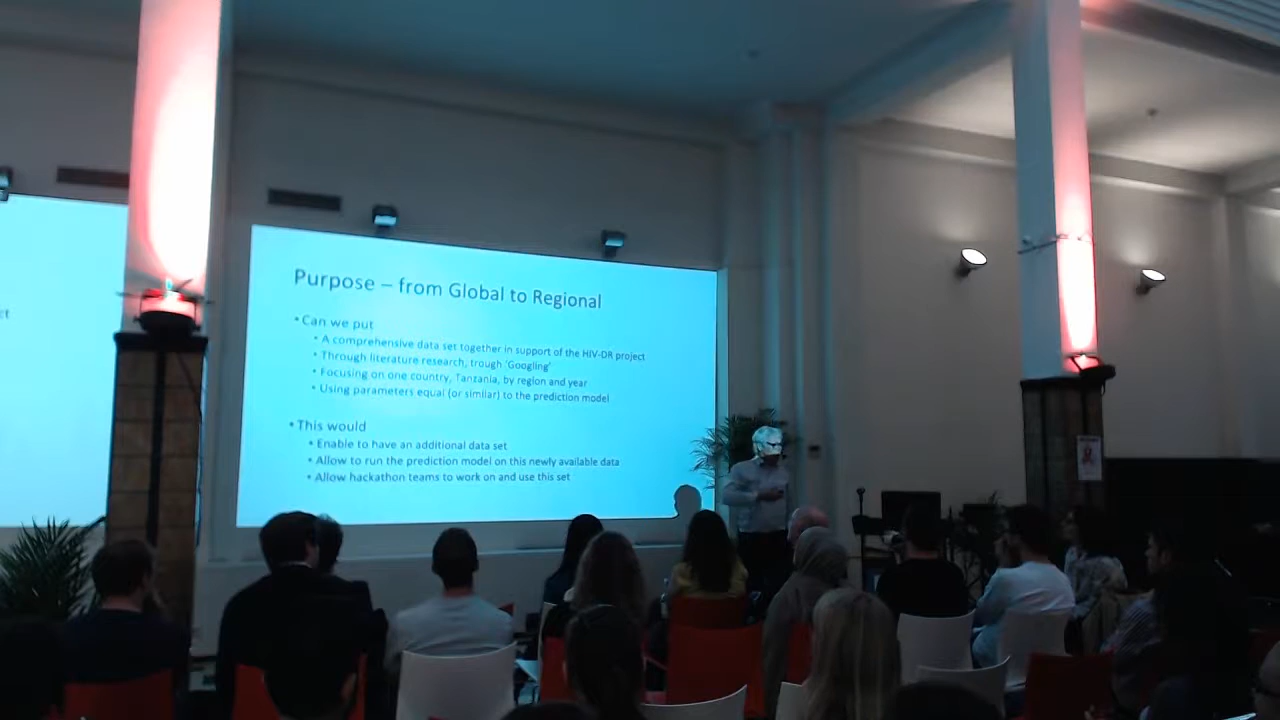 ct
Purpose – from Global to Regional
• Can we put
• A comprehensive data set together in support of the HIV-DR project
• Through literature research, trough 'Googling'
• Focusing on one country, Tanzania, by region and year
• Using parameters equal (or similar) to the prediction model
• This would
• Enable to have an additional data set
• Allow to run the prediction model on this newly available data
• Allow hackathon teams to work on and use this set